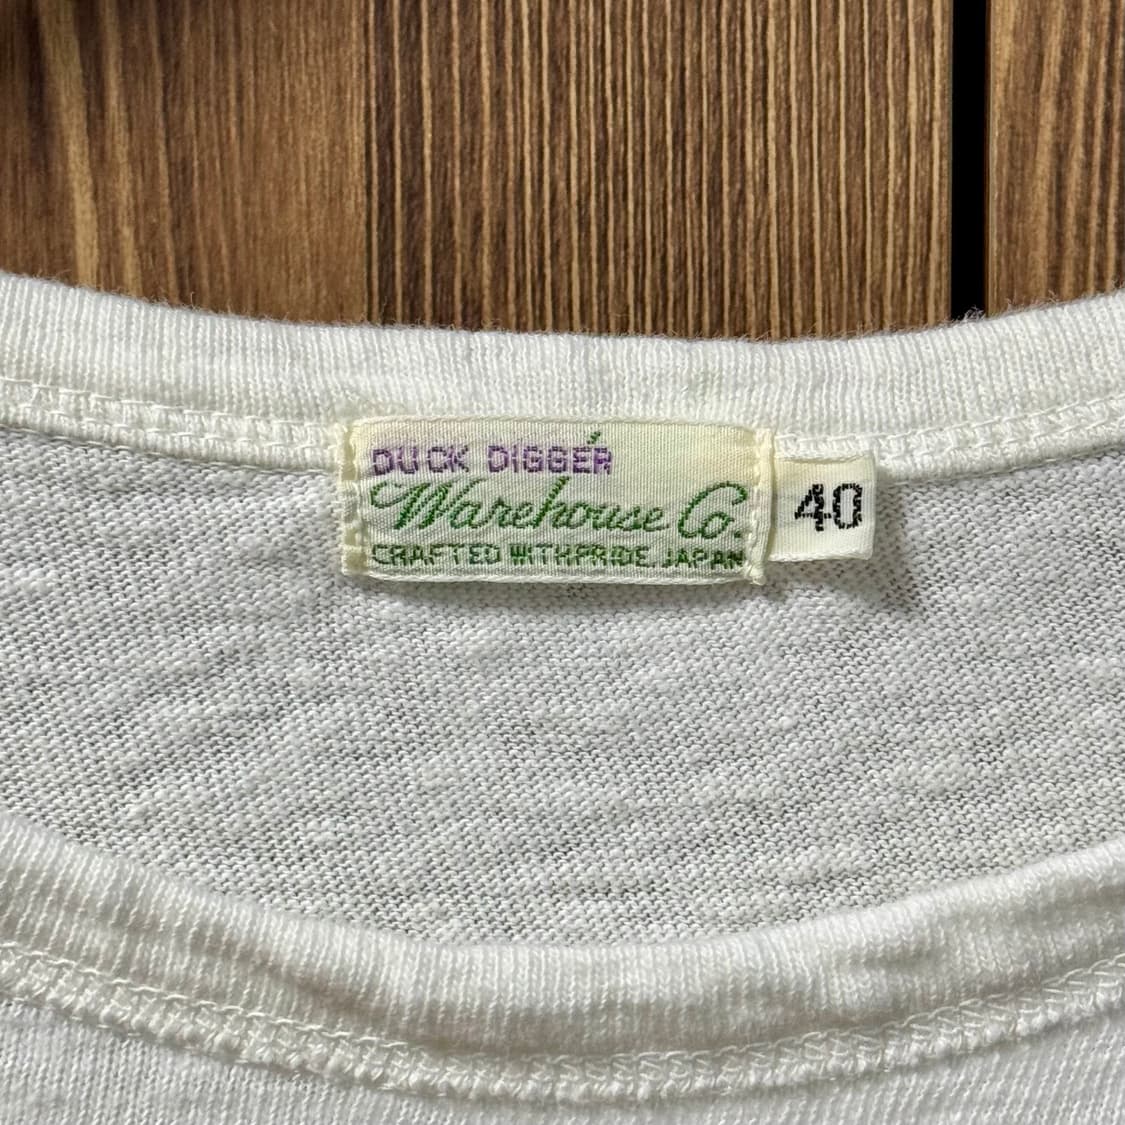 DUCK DIGGER
Warehouse Co.
CRAFTED WITH PRIDE. JAPAN
40